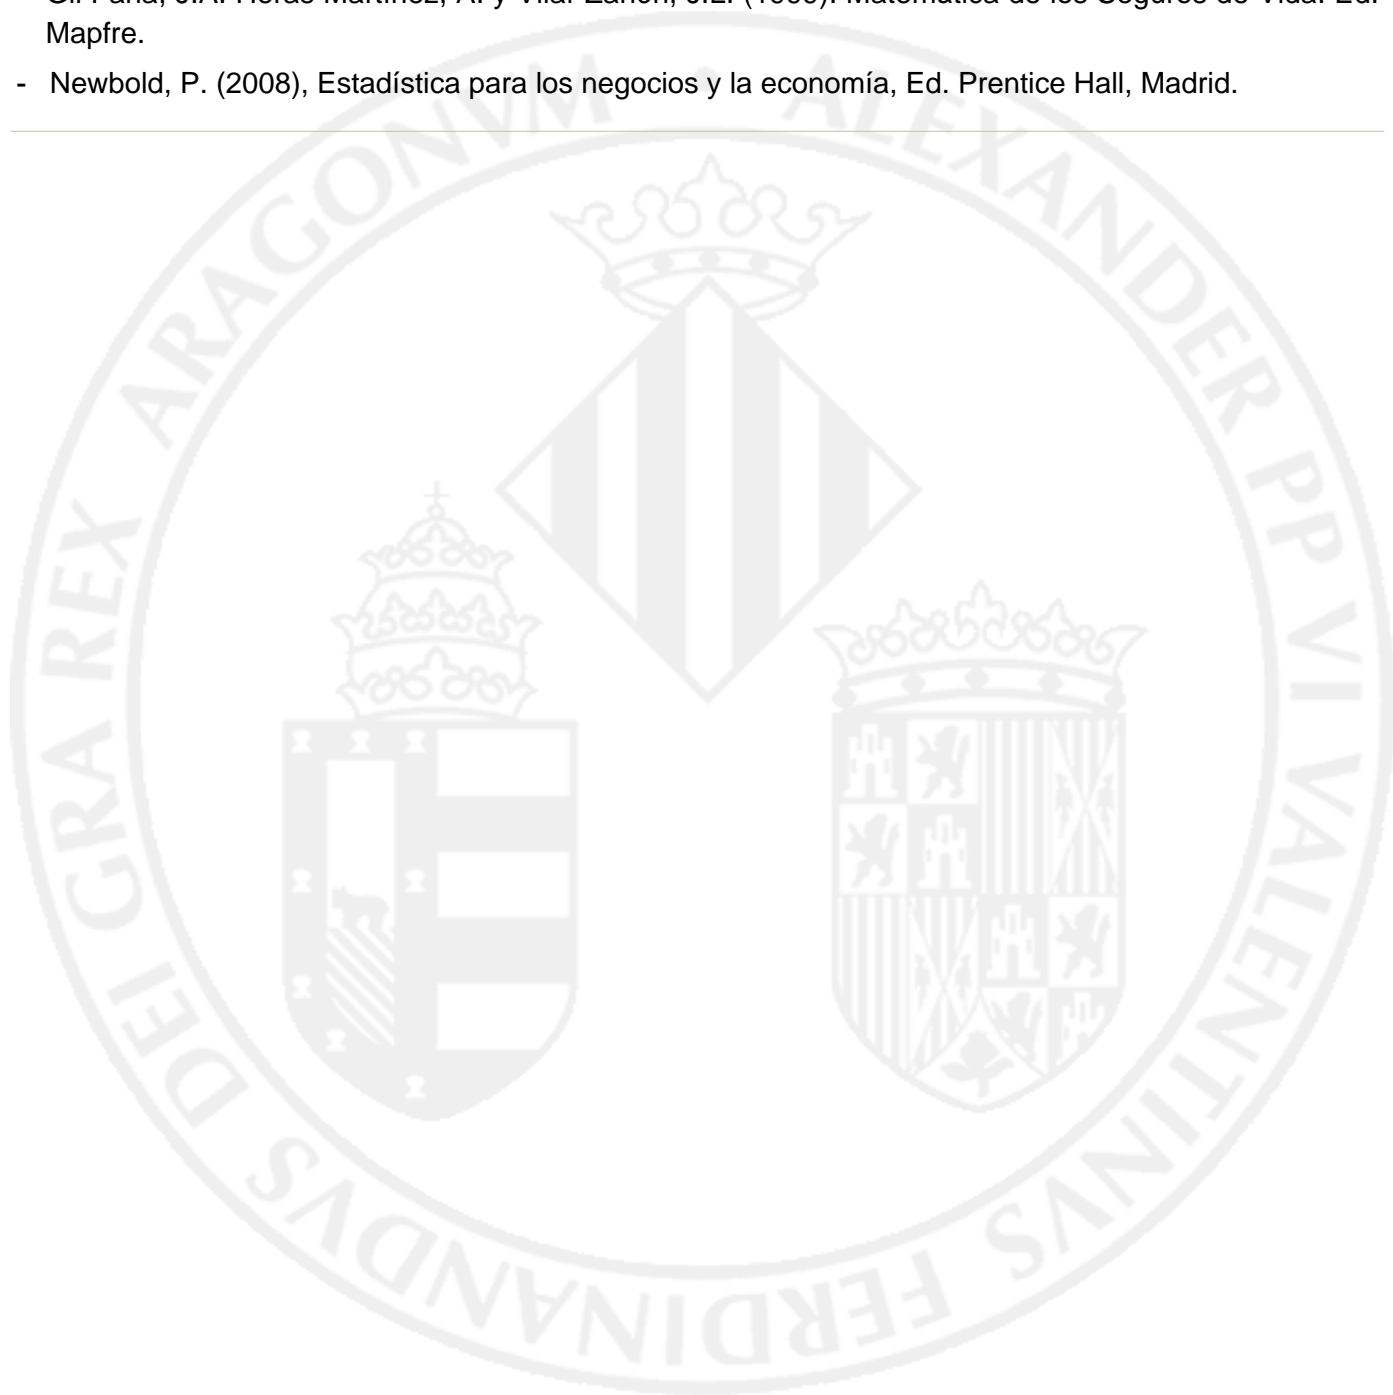 Mapfre.
- Newbold, P. (2008), Estadística para los negocios y la economía, Ed. Prentice Hall, Madrid.
ALEXANDER PP VI VALENTINVS FERDINANDVS DEI GRA REX ARAGONVM